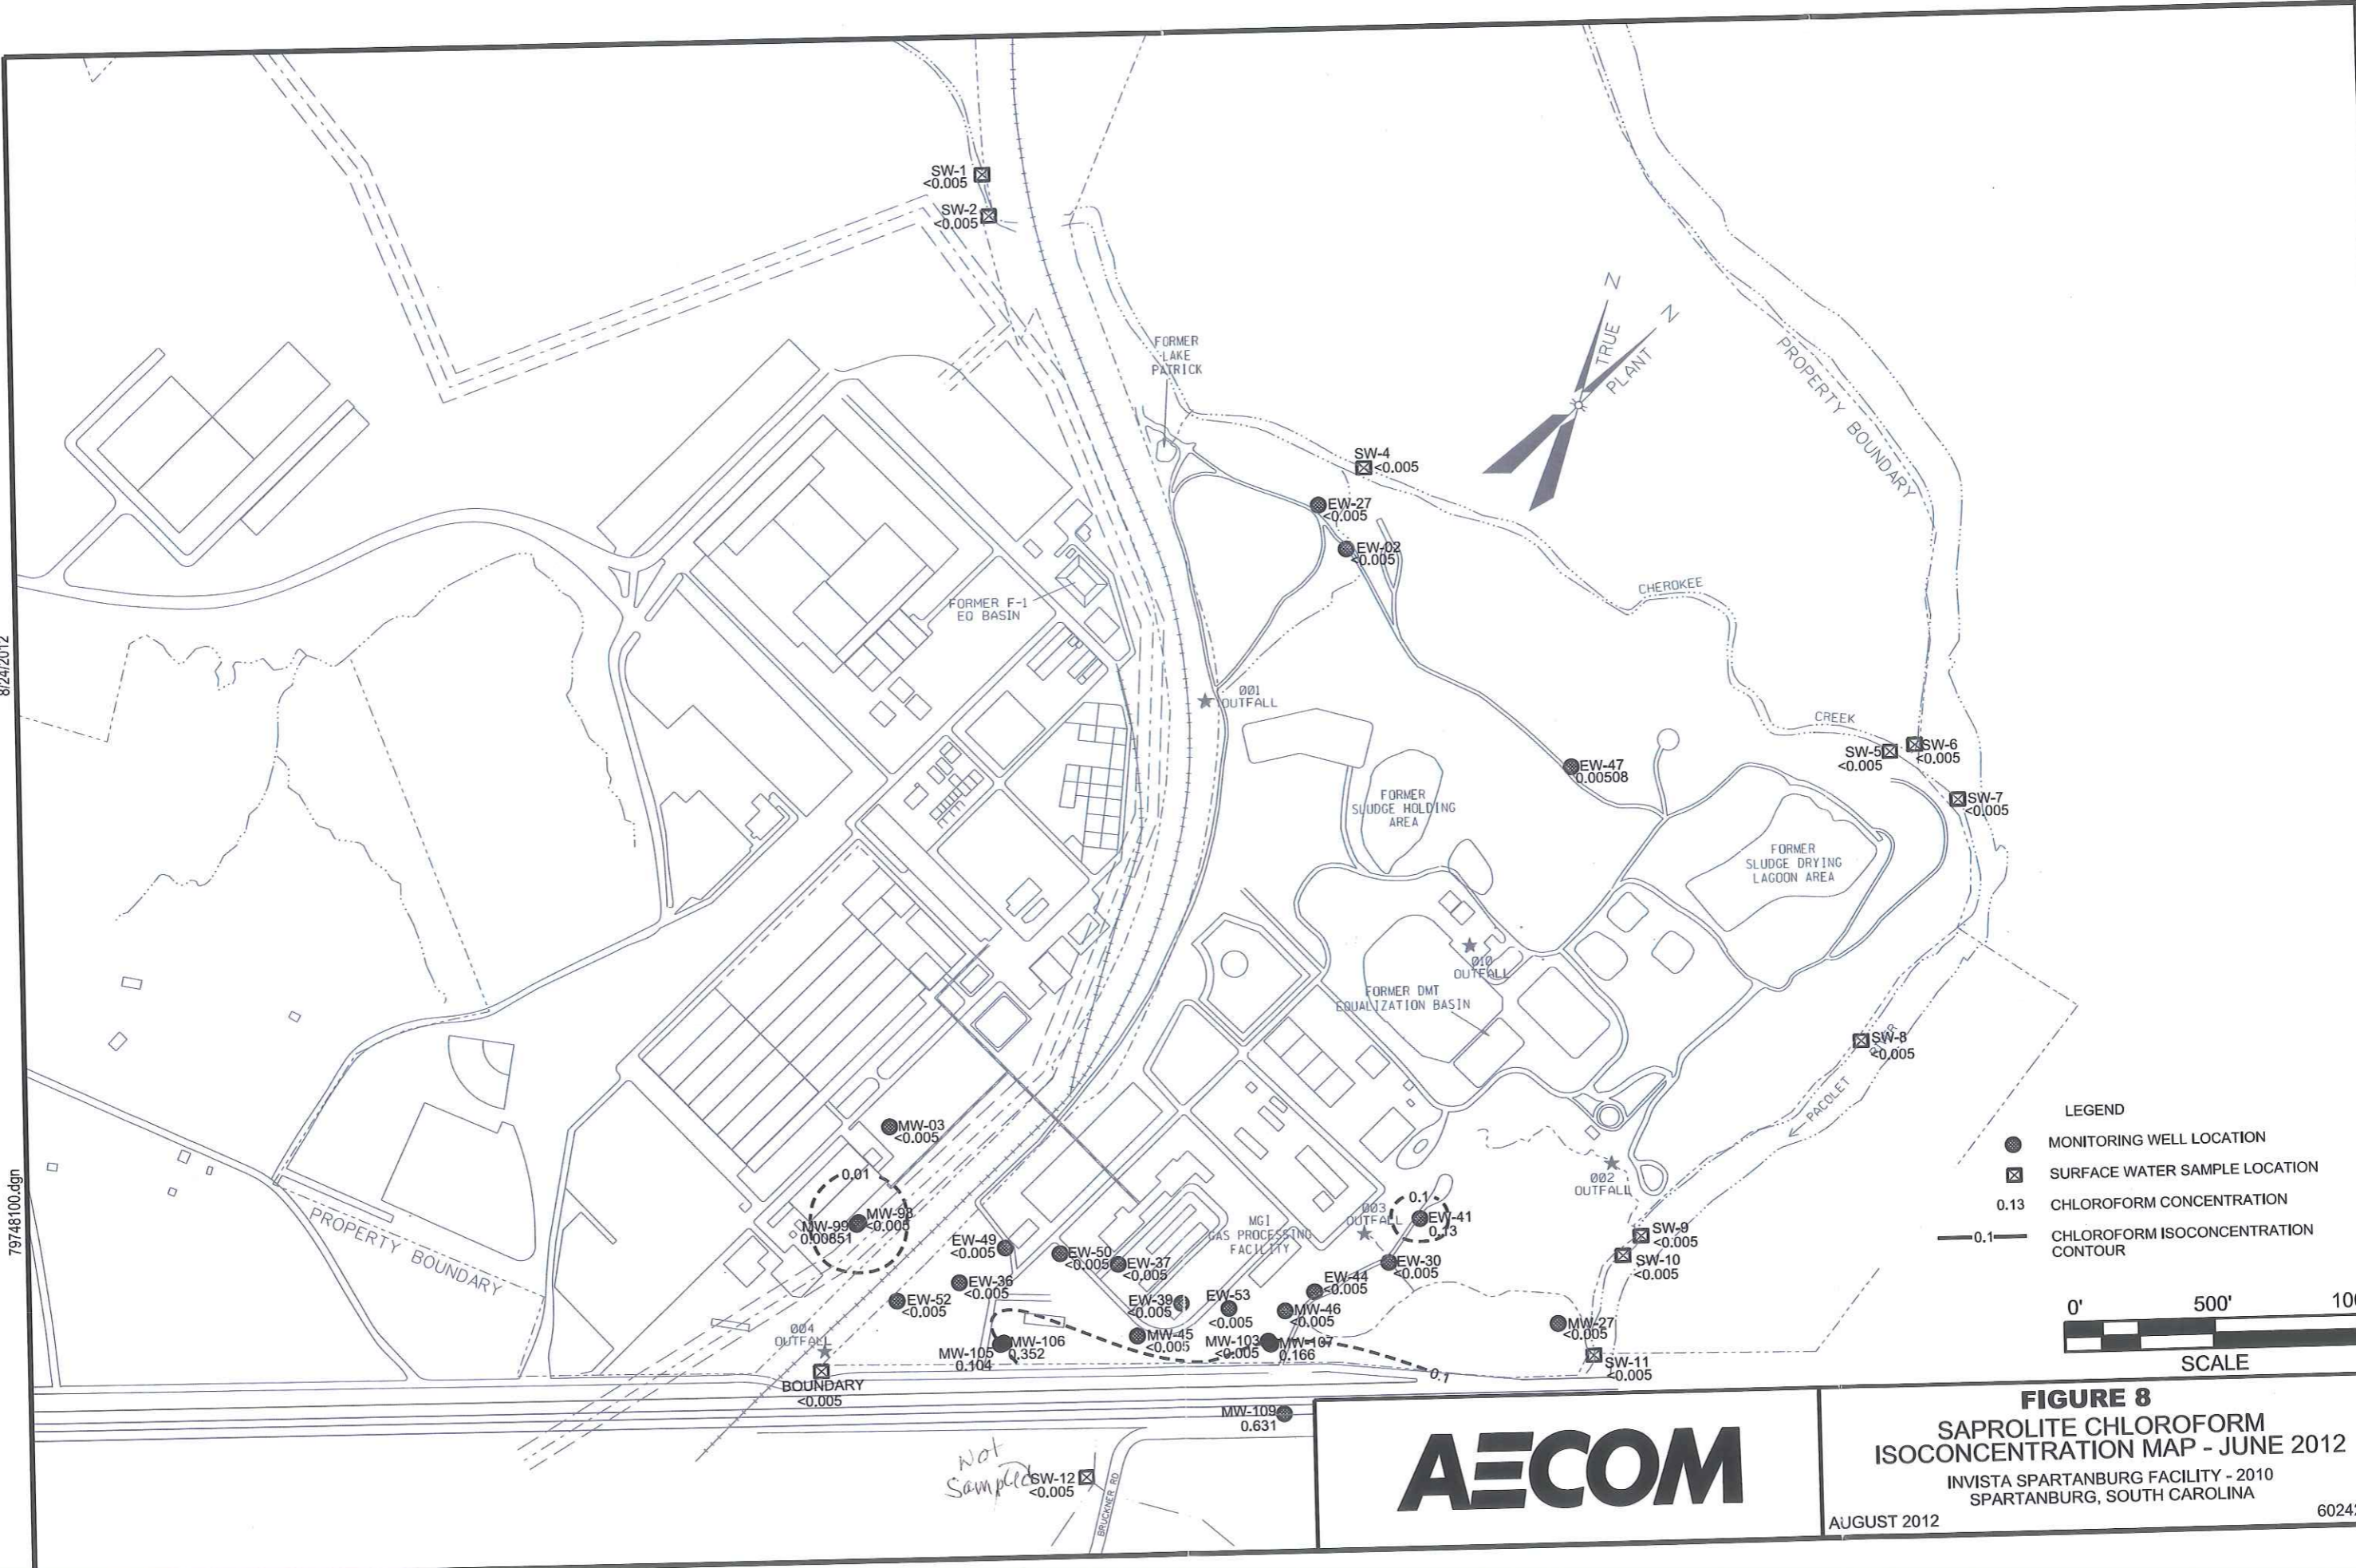 SW-1
<0.005
SW-2
<0.005
FORMER
LAKE
PATRICK
N
TRUE
N
PLANT
PROPERTY BOUNDARY
SW-4
<0.005
EW-27
<0.005
EW-02
<0.005
CHEROKEE
CREEK
FORMER F-1
EQ BASIN
8/24/2012
001
OUTFALL
SW-5
<0.005
SW-6
<0.005
SW-7
<0.005
EW-47
0.00508
FORMER
SLUDGE HOLDING
AREA
FORMER
SLUDGE DRYING
LAGOON AREA
010
OUTFALL
FORMER DMT
EQUALIZATION BASIN
SW-8
<0.005
RIVER
PACOLET
MW-03
<0.005
0.01
MW-99
0.00851
MW-98
<0.005
79748100.dgn
PROPERTY BOUNDARY
EW-49
<0.005
EW-50
<0.005
EW-37
<0.005
EW-36
<0.005
EW-52
<0.005
MGI
GAS PROCESSING
FACILITY
003
OUTFALL
0.1
EW-41
0.13
EW-30
<0.005
EW-44
<0.005
EW-39
<0.005
EW-53
<0.005
MW-46
<0.005
MW-45
<0.005
MW-103
<0.005
MW-107
0.166
MW-106
0.352
MW-105
0.104
004
OUTFALL
BOUNDARY
<0.005
002
OUTFALL
SW-9
<0.005
SW-10
<0.005
MW-27
<0.005
SW-11
<0.005
0.1
MW-109
0.631
Not
Sampled
SW-12
<0.005
BRUCKNER RD
LEGEND
MONITORING WELL LOCATION
SURFACE WATER SAMPLE LOCATION
0.13 CHLOROFORM CONCENTRATION
0.1 CHLOROFORM ISOCONCENTRATION
CONTOUR
0' 500' 10
SCALE
AECOM
FIGURE 8
SAPROLITE CHLOROFORM
ISOCONCENTRATION MAP - JUNE 2012
INVISTA SPARTANBURG FACILITY - 2010
SPARTANBURG, SOUTH CAROLINA
AUGUST 2012
6024